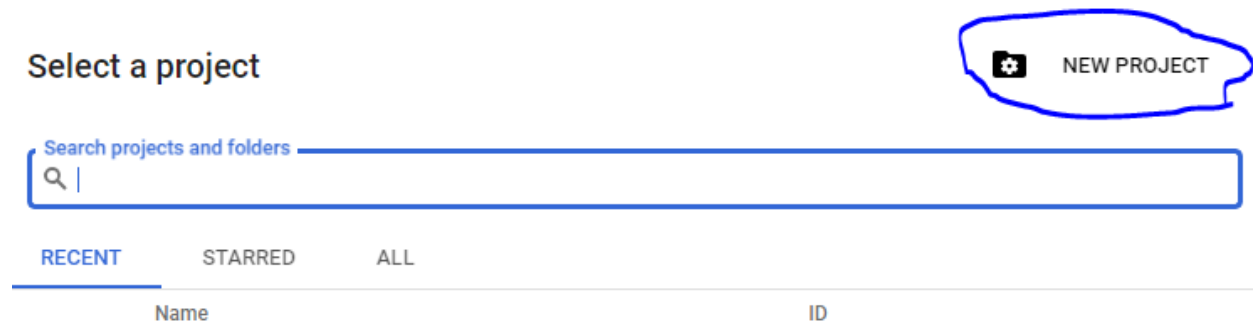 Select a project
NEW PROJECT
Search projects and folders
RECENT STARRED ALL
Name ID